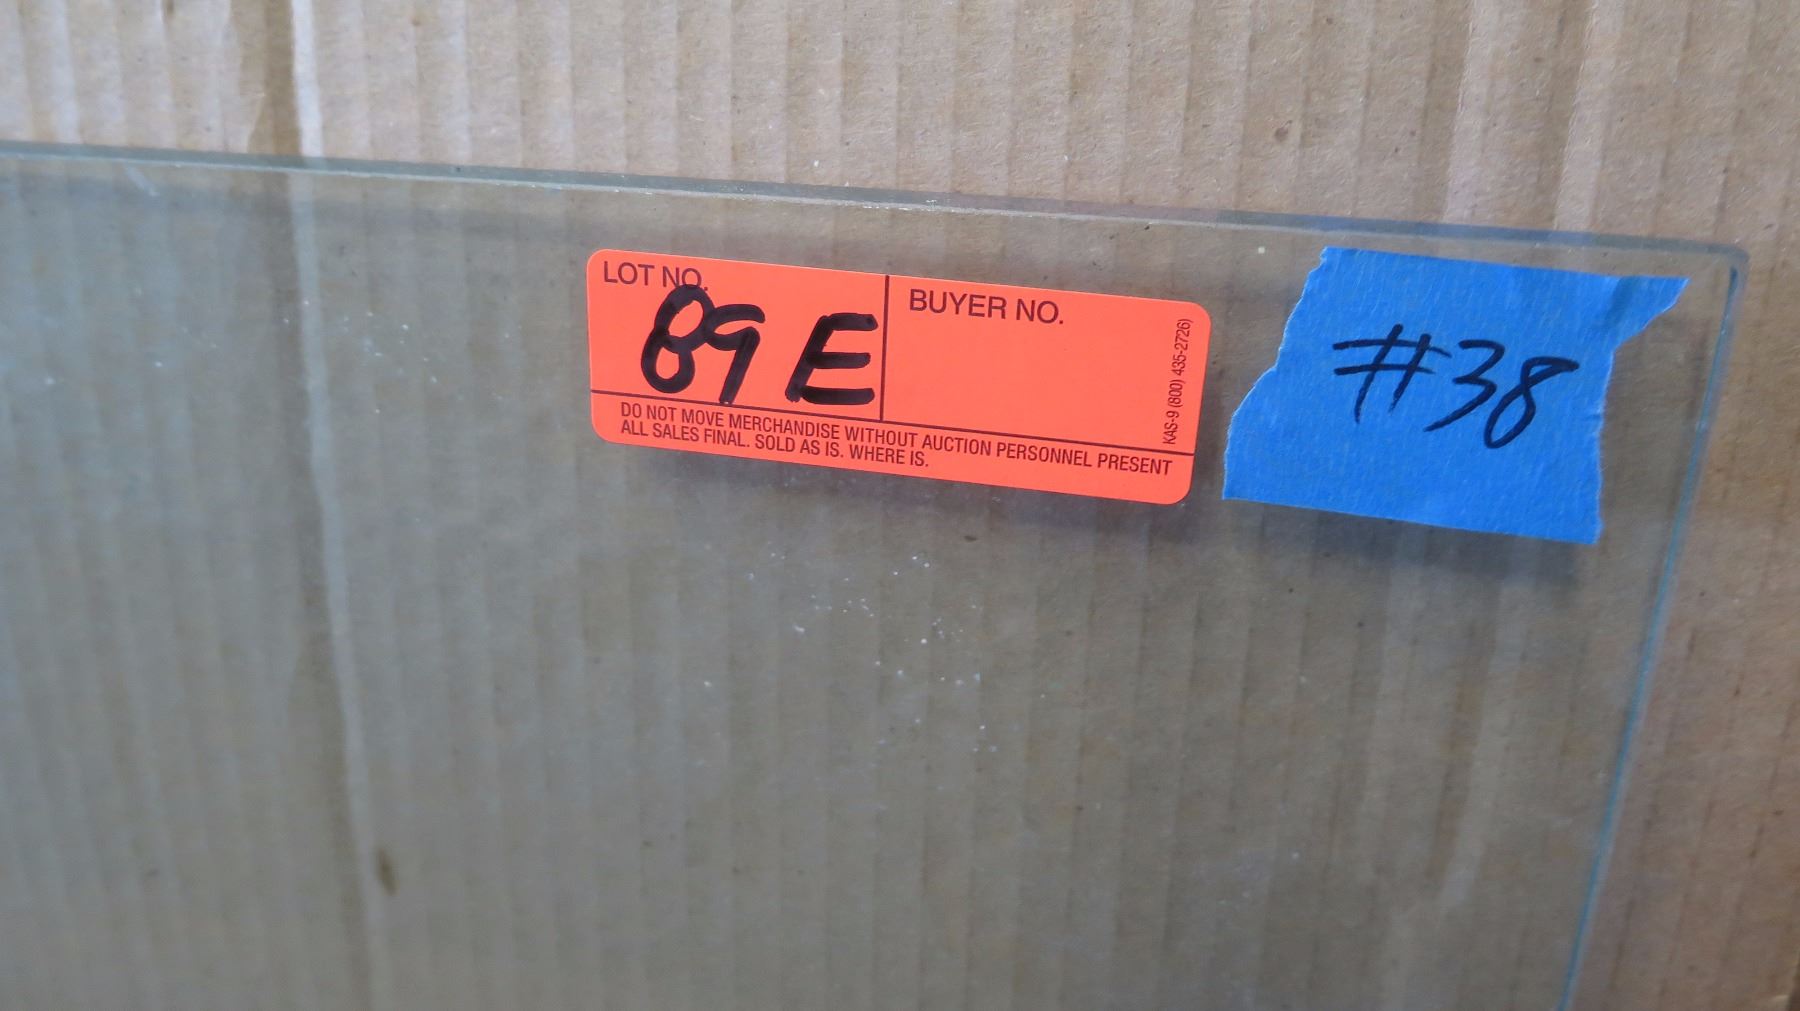 LOT NO.
89 E
BUYER NO.
KAS-9 (800) 435-2726)
DO NOT MOVE MERCHANDISE WITHOUT AUCTION PERSONNEL PRESENT
ALL SALES FINAL. SOLD AS IS. WHERE IS.
#38